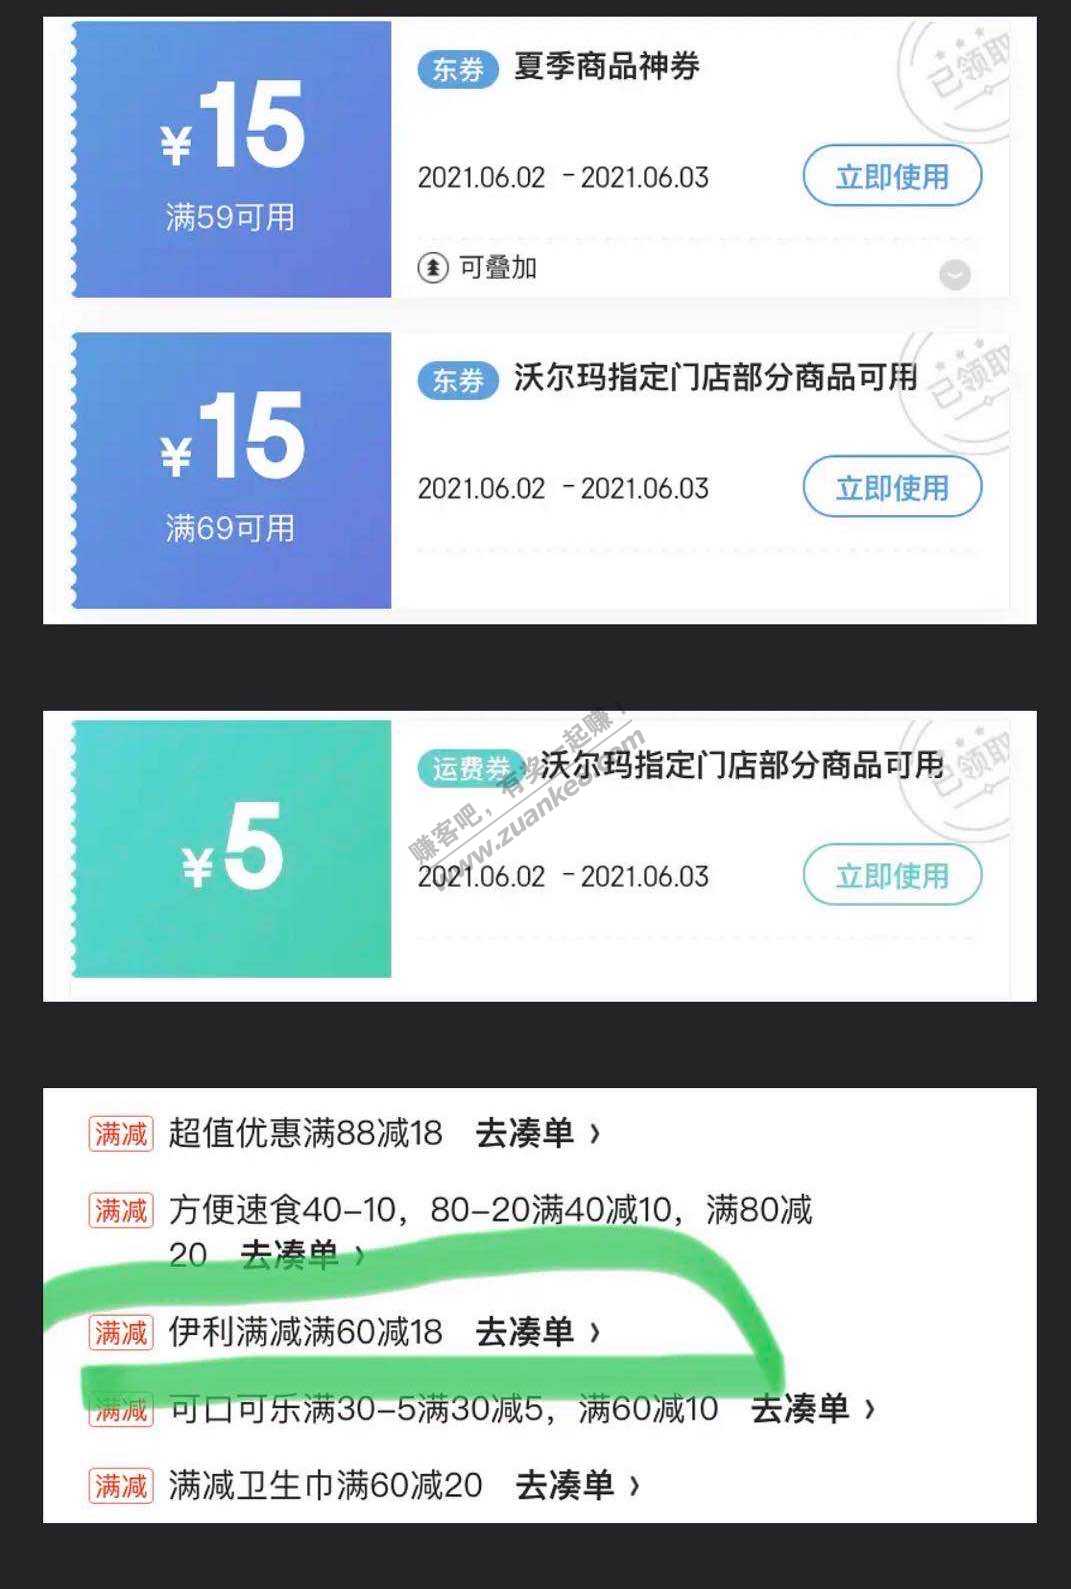 ¥15
满59可用
东券 夏季商品神券
已领取
2021.06.02 - 2021.06.03
立即使用
可叠加
¥15
满69可用
东券 沃尔玛指定门店部分商品可用
已领取
2021.06.02 - 2021.06.03
立即使用
¥5
运费券 沃尔玛指定门店部分商品可用
已领取
2021.06.02 - 2021.06.03
立即使用
赚客吧，有奖一起赚！
www.zuanke8.com
满减 超值优惠满88减18 去凑单 ›
满减 方便速食40-10，80-20满40减10，满80减
20 去凑单 ›
满减 伊利满减满60减18 去凑单 ›
满减 可口可乐满30-5满30减5，满60减10 去凑单 ›
满减 满减卫生巾满60减20 去凑单 ›